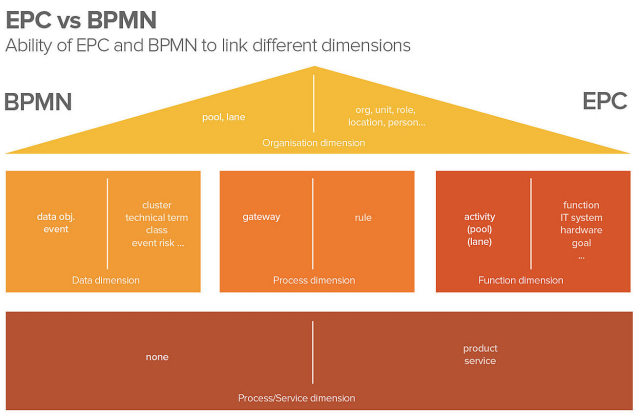 EPC vs BPMN
Ability of EPC and BPMN to link different dimensions
BPMN
EPC
pool, lane
org, unit, role,
location, person...
Organisation dimension
data obj.
event
cluster
technical term
class
event risk ...
Data dimension
gateway
rule
Process dimension
activity
(pool)
(lane)
function
IT system
hardware
goal
...
Function dimension
none
product
service
Process/Service dimension